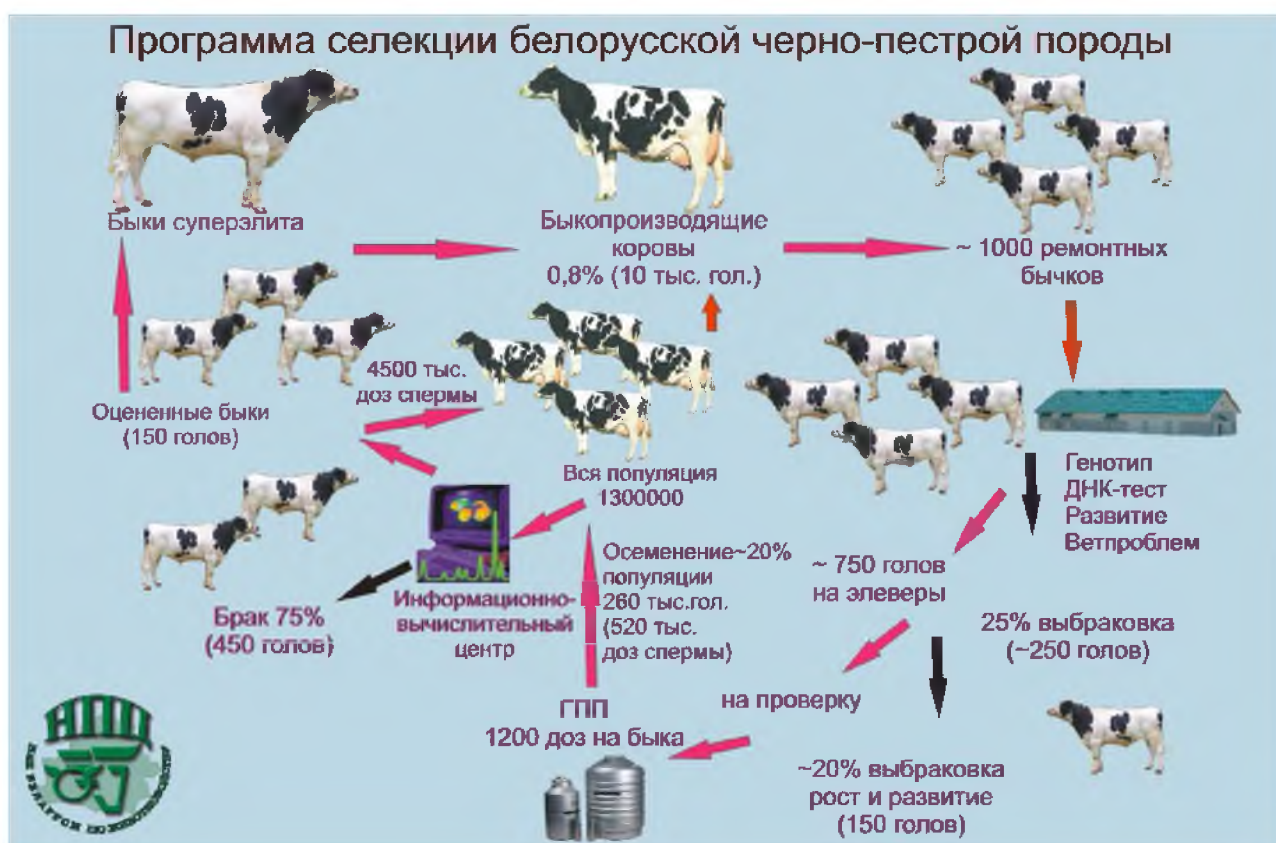 Программа селекции белорусской черно-пестрой породы
Быки суперэлита
Быкопроизводящие
коровы
0,8% (10 тыс. гол.)
~ 1000 ремонтных
бычков
4500 тыс.
доз спермы
Оцененные быки
(150 голов)
Вся популяция
1300000
Генотип
ДНК-тест
Развитие
Ветпроблем
Осеменение~20%
популяции
260 тыс.гол.
(520 тыс.
доз спермы)
~ 750 голов
на элеверы
Брак 75%
(450 голов)
Информационно-
вычислительный
центр
25% выбраковка
(~250 голов)
на проверку
ГПП
1200 доз на быка
~20% выбраковка
рост и развитие
(150 голов)
НПЦ